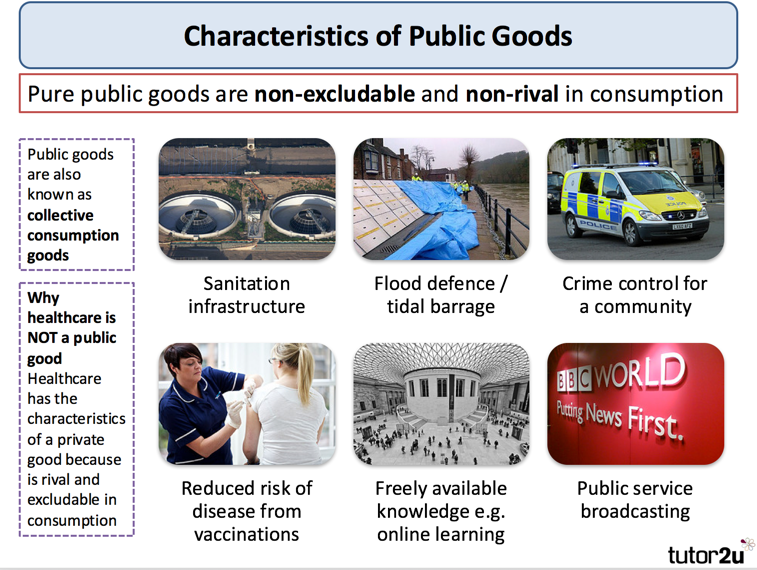 Characteristics of Public Goods
Pure public goods are non-excludable and non-rival in consumption
Public goods
are also
known as
collective
consumption
goods
Why
healthcare is
NOT a public
good
Healthcare
has the
characteristics
of a private
good because
is rival and
excludable in
consumption
Sanitation
infrastructure
Flood defence /
tidal barrage
POLICE
Crime control for
a community
Reduced risk of
disease from
vaccinations
Freely available
knowledge e.g.
online learning
BBC WORLD
Putting News First.
Public service
broadcasting
tutor2u